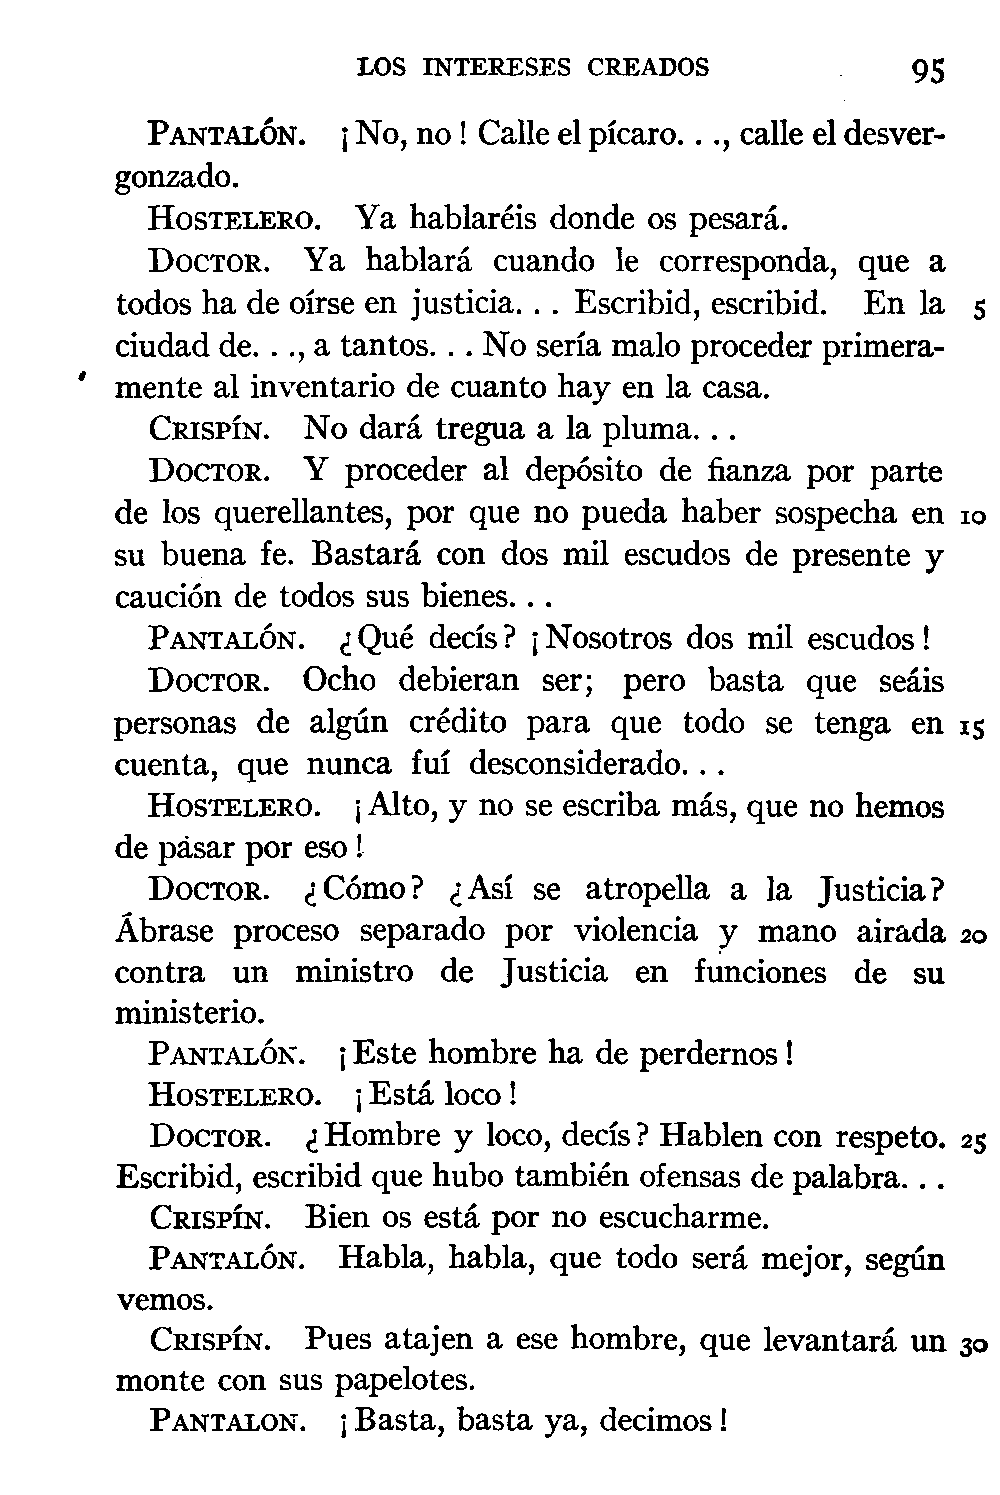 LOS INTERESES CREADOS 95
PANTALÓN. ¡No, no! Calle el pícaro. . ., calle el desver-
gonzado.
HOSTELERO. Ya hablaréis donde os pesará.
DOCTOR. Ya hablará cuando le corresponda, que a
todos ha de oírse en justicia. . . Escribid, escribid. En la 5
ciudad de. . ., a tantos. . . No sería malo proceder primera-
mente al inventario de cuanto hay en la casa.
CRISPÍN. No dará tregua a la pluma. . .
DOCTOR. Y proceder al depósito de fianza por parte
de los querellantes, por que no pueda haber sospecha en 10
su buena fe. Bastará con dos mil escudos de presente y
caución de todos sus bienes. . .
PANTALÓN. ¿Qué decís? ¡Nosotros dos mil escudos!
DOCTOR. Ocho debieran ser; pero basta que seáis
personas de algún crédito para que todo se tenga en 15
cuenta, que nunca fuí desconsiderado. . .
HOSTELERO. ¡Alto, y no se escriba más, que no hemos
de pasar por eso!
DOCTOR. ¿Cómo? ¿Así se atropella a la Justicia?
Ábrase proceso separado por violencia y mano airada 20
contra un ministro de Justicia en funciones de su
ministerio.
PANTALÓN. ¡Este hombre ha de perdernos!
HOSTELERO. ¡Está loco!
DOCTOR. ¿Hombre y loco, decís? Hablen con respeto. 25
Escribid, escribid que hubo también ofensas de palabra. . .
CRISPÍN. Bien os está por no escucharme.
PANTALÓN. Habla, habla, que todo será mejor, según
vemos.
CRISPÍN. Pues atajen a ese hombre, que levantará un 30
monte con sus papelotes.
PANTALON. ¡Basta, basta ya, decimos!